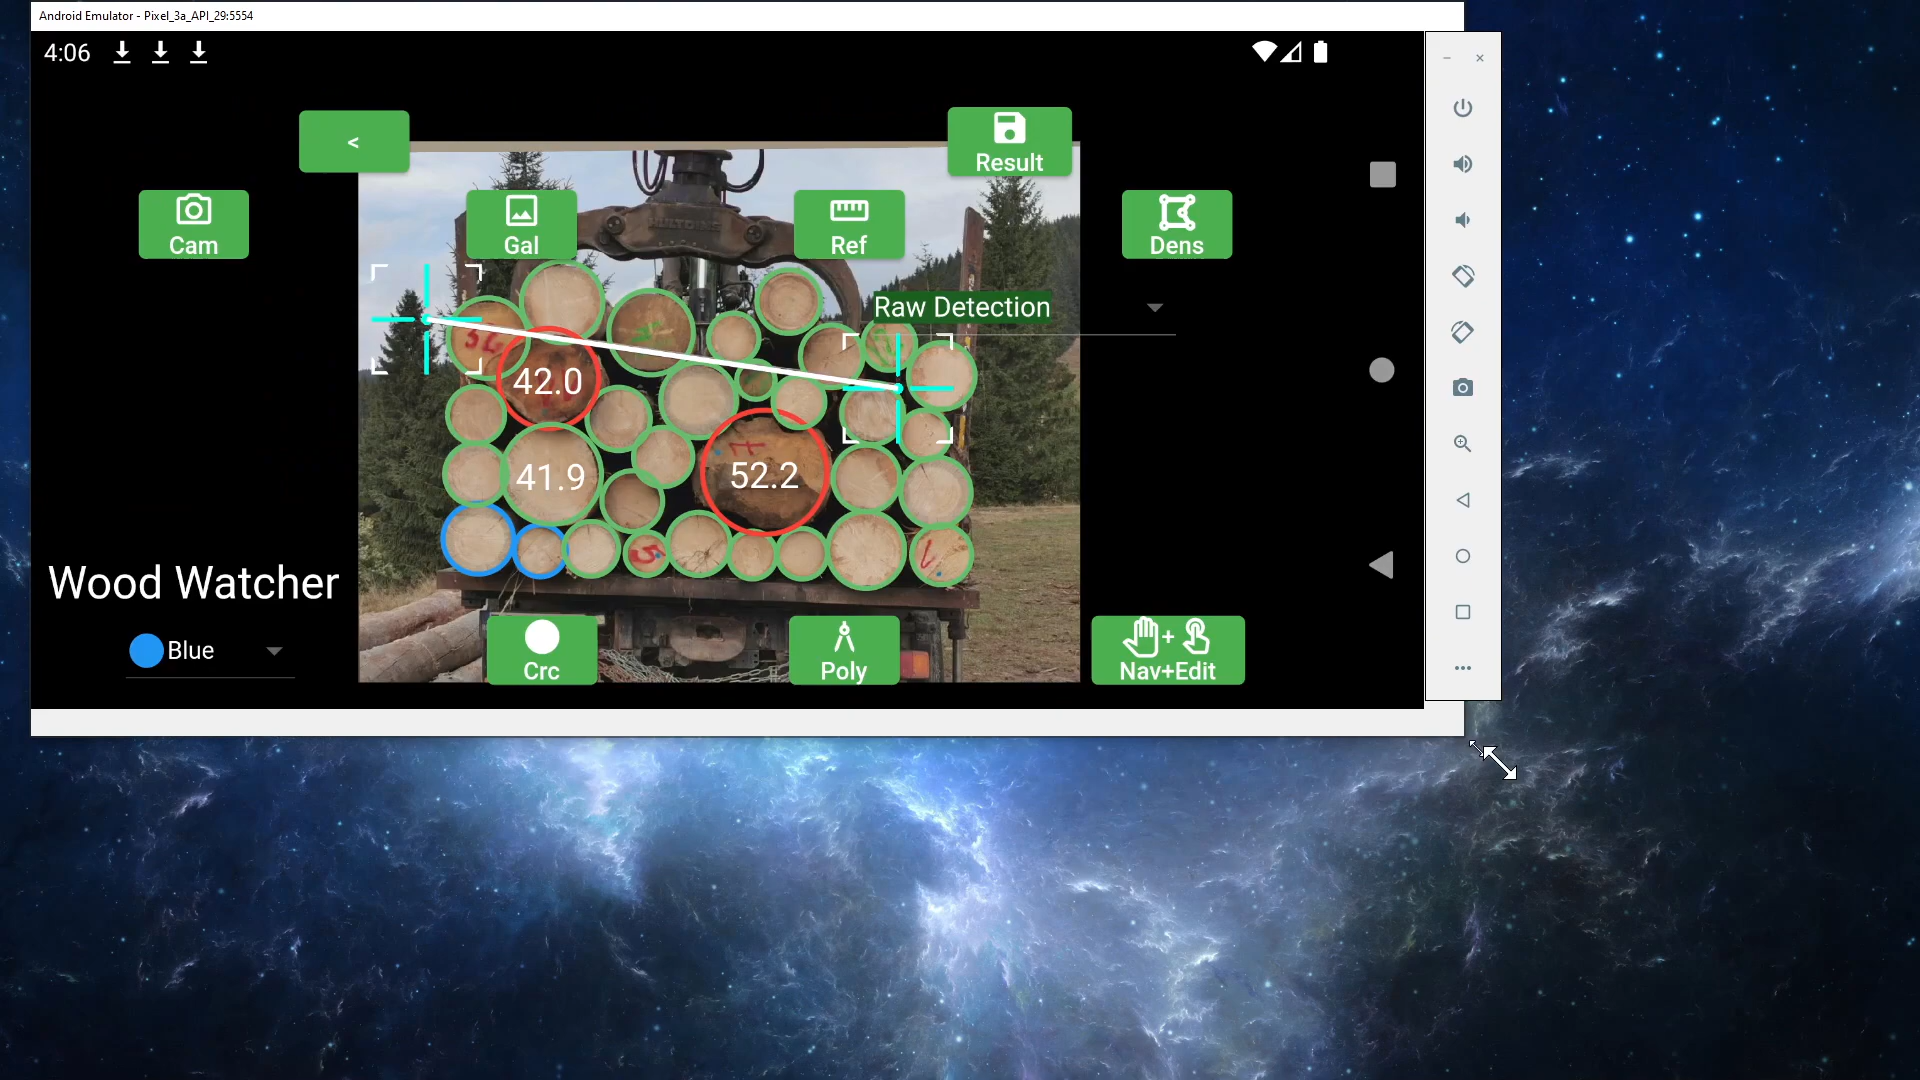 Android Emulator - Pixel_3a_API_29:5554
4:06
<
Result
Cam
Gal
Ref
Dens
Raw Detection
42.0
41.9
52.2
Wood Watcher
Blue
Crc
Poly
+
Nav+Edit